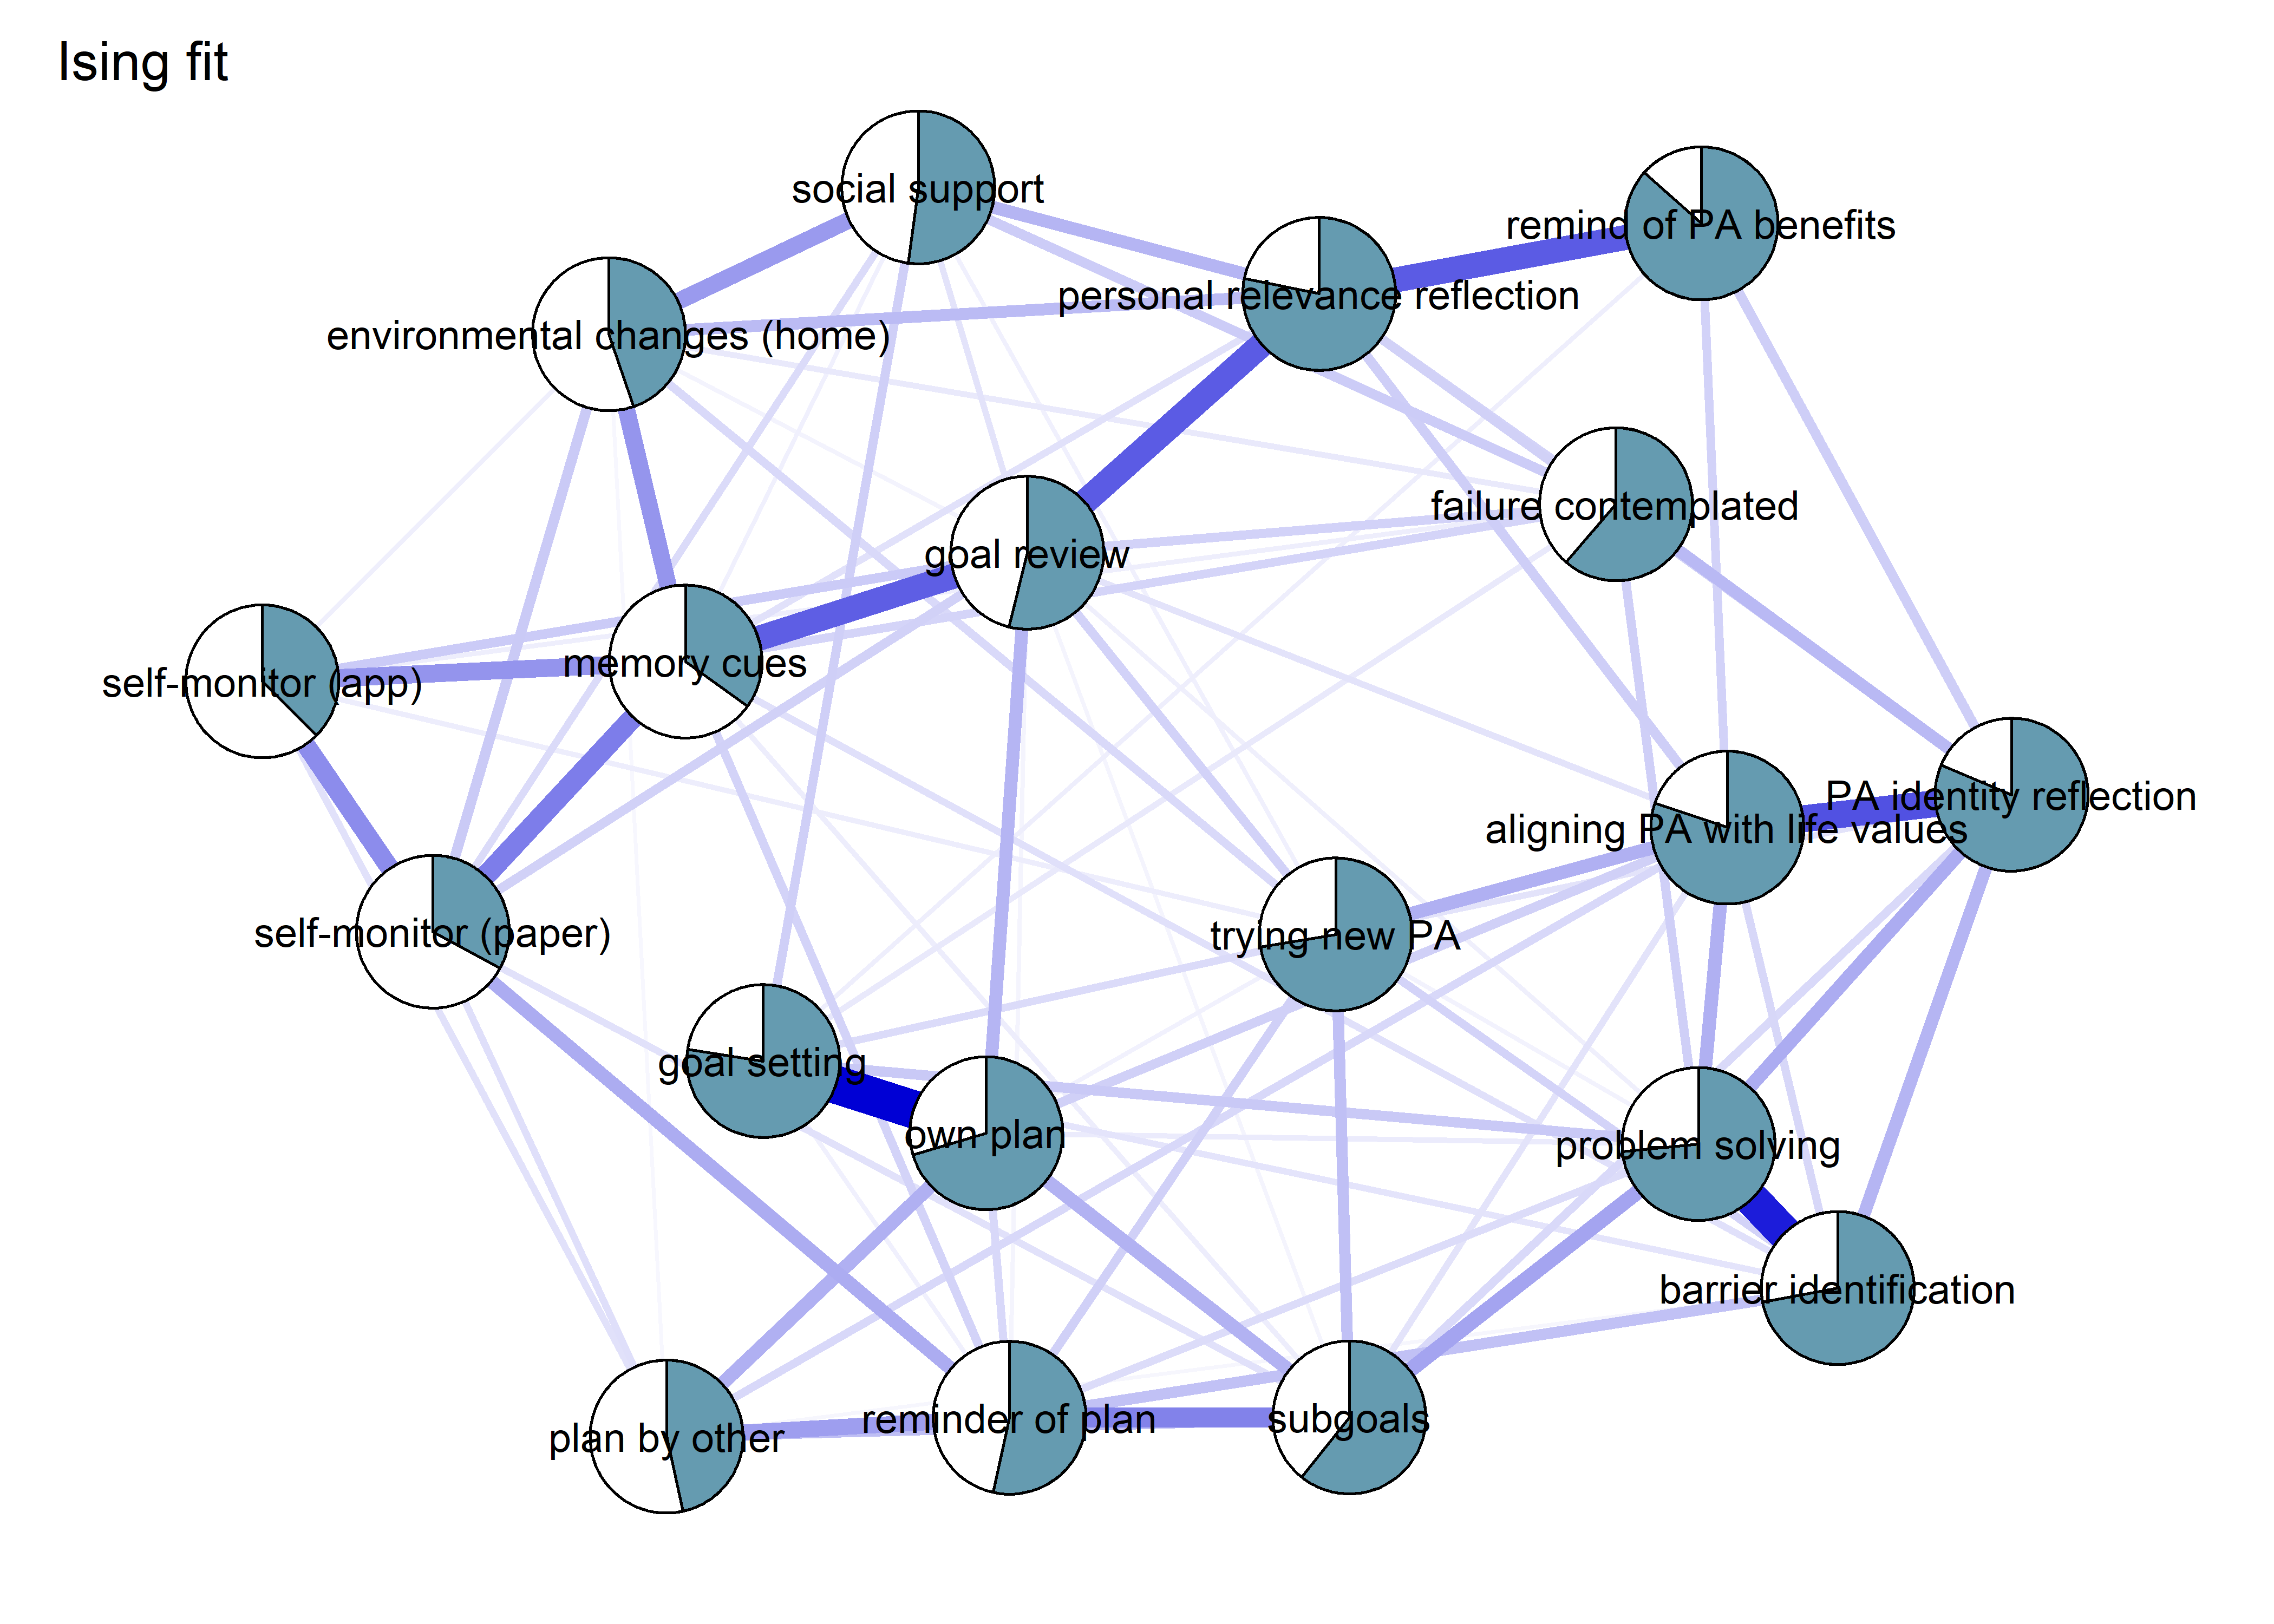 Ising fit
social support
remind of PA benefits
personal relevance reflection
environmental changes (home)
failure contemplated
goal review
memory cues
self-monitor (app)
PA identity reflection
aligning PA with life values
self-monitor (paper)
trying new PA
goal setting
own plan
problem solving
barrier identification
plan by other
reminder of plan
subgoals